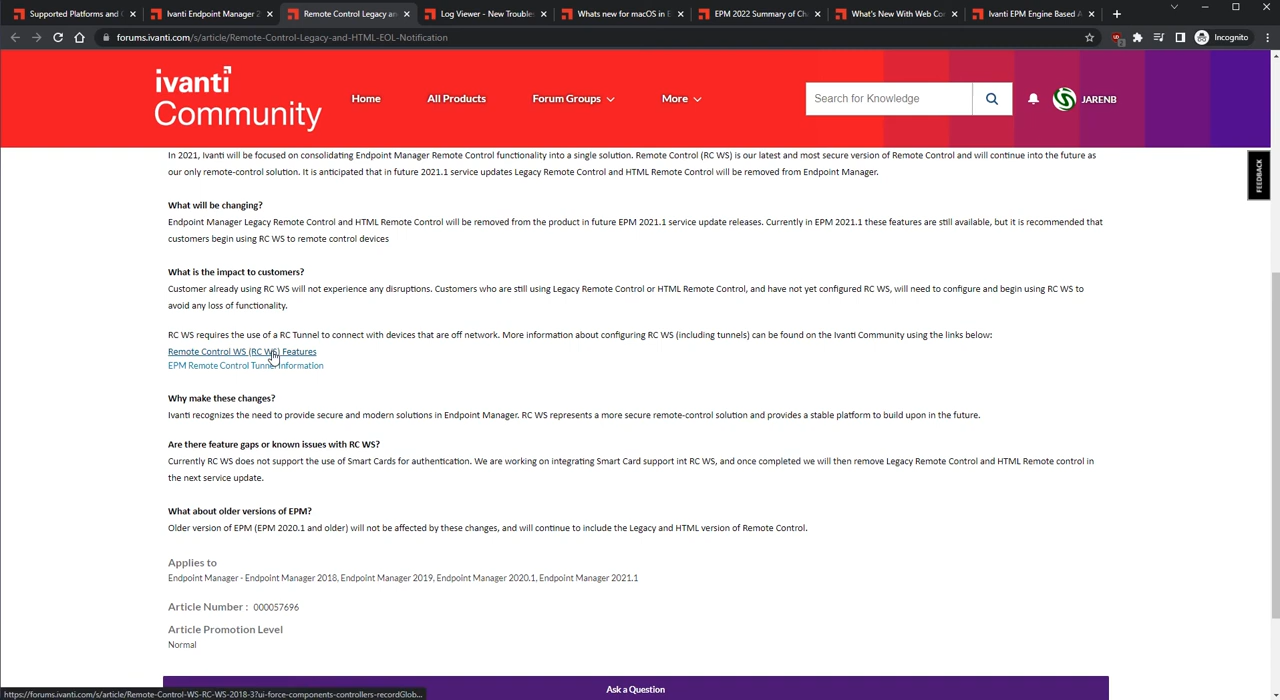 Supported Platforms and
Ivanti Endpoint Manager 2
Remote Control Legacy an
Log Viewer - New Trouble
Whats new for macOS in E
EPM 2022 Summary of Ch
What's New With Web Co
Ivanti EPM Engine Based A
forums.ivanti.com/s/article/Remote-Control-Legacy-and-HTML-EOL-Notification
2
Incognito
ivanti
Community
Home
All Products
Forum Groups
More
Search for Knowledge
JARENB
FEEDBACK
In 2021, Ivanti will be focused on consolidating Endpoint Manager Remote Control functionality into a single solution. Remote Control (RC WS) is our latest and most secure version of Remote Control and will continue into the future as
our only remote-control solution. It is anticipated that in future 2021.1 service updates Legacy Remote Control and HTML Remote Control will be removed from Endpoint Manager.
What will be changing?
Endpoint Manager Legacy Remote Control and HTML Remote Control will be removed from the product in future EPM 2021.1 service update releases. Currently in EPM 2021.1 these features are still available, but it is recommended that
customers begin using RC WS to remote control devices
What is the impact to customers?
Customer already using RC WS will not experience any disruptions. Customers who are still using Legacy Remote Control or HTML Remote Control, and have not yet configured RC WS, will need to configure and begin using RC WS to
avoid any loss of functionality.
RC WS requires the use of a RC Tunnel to connect with devices that are off network. More information about configuring RC WS (including tunnels) can be found on the Ivanti Community using the links below:
Remote Control WS (RC WS) Features
EPM Remote Control Tunnel Information
Why make these changes?
Ivanti recognizes the need to provide secure and modern solutions in Endpoint Manager. RC WS represents a more secure remote-control solution and provides a stable platform to build upon in the future.
Are there feature gaps or known issues with RC WS?
Currently RC WS does not support the use of Smart Cards for authentication. We are working on integrating Smart Card support int RC WS, and once completed we will then remove Legacy Remote Control and HTML Remote control in
the next service update.
What about older versions of EPM?
Older version of EPM (EPM 2020.1 and older) will not be affected by these changes, and will continue to include the Legacy and HTML version of Remote Control.
Applies to
Endpoint Manager - Endpoint Manager 2018, Endpoint Manager 2019, Endpoint Manager 2020.1, Endpoint Manager 2021.1
Article Number : 000057696
Article Promotion Level
Normal
Ask a Question
https://forums.ivanti.com/s/article/Remote-Control-WS-RC-WS-2018-3?ui-force-components-controllers-recordGlob...